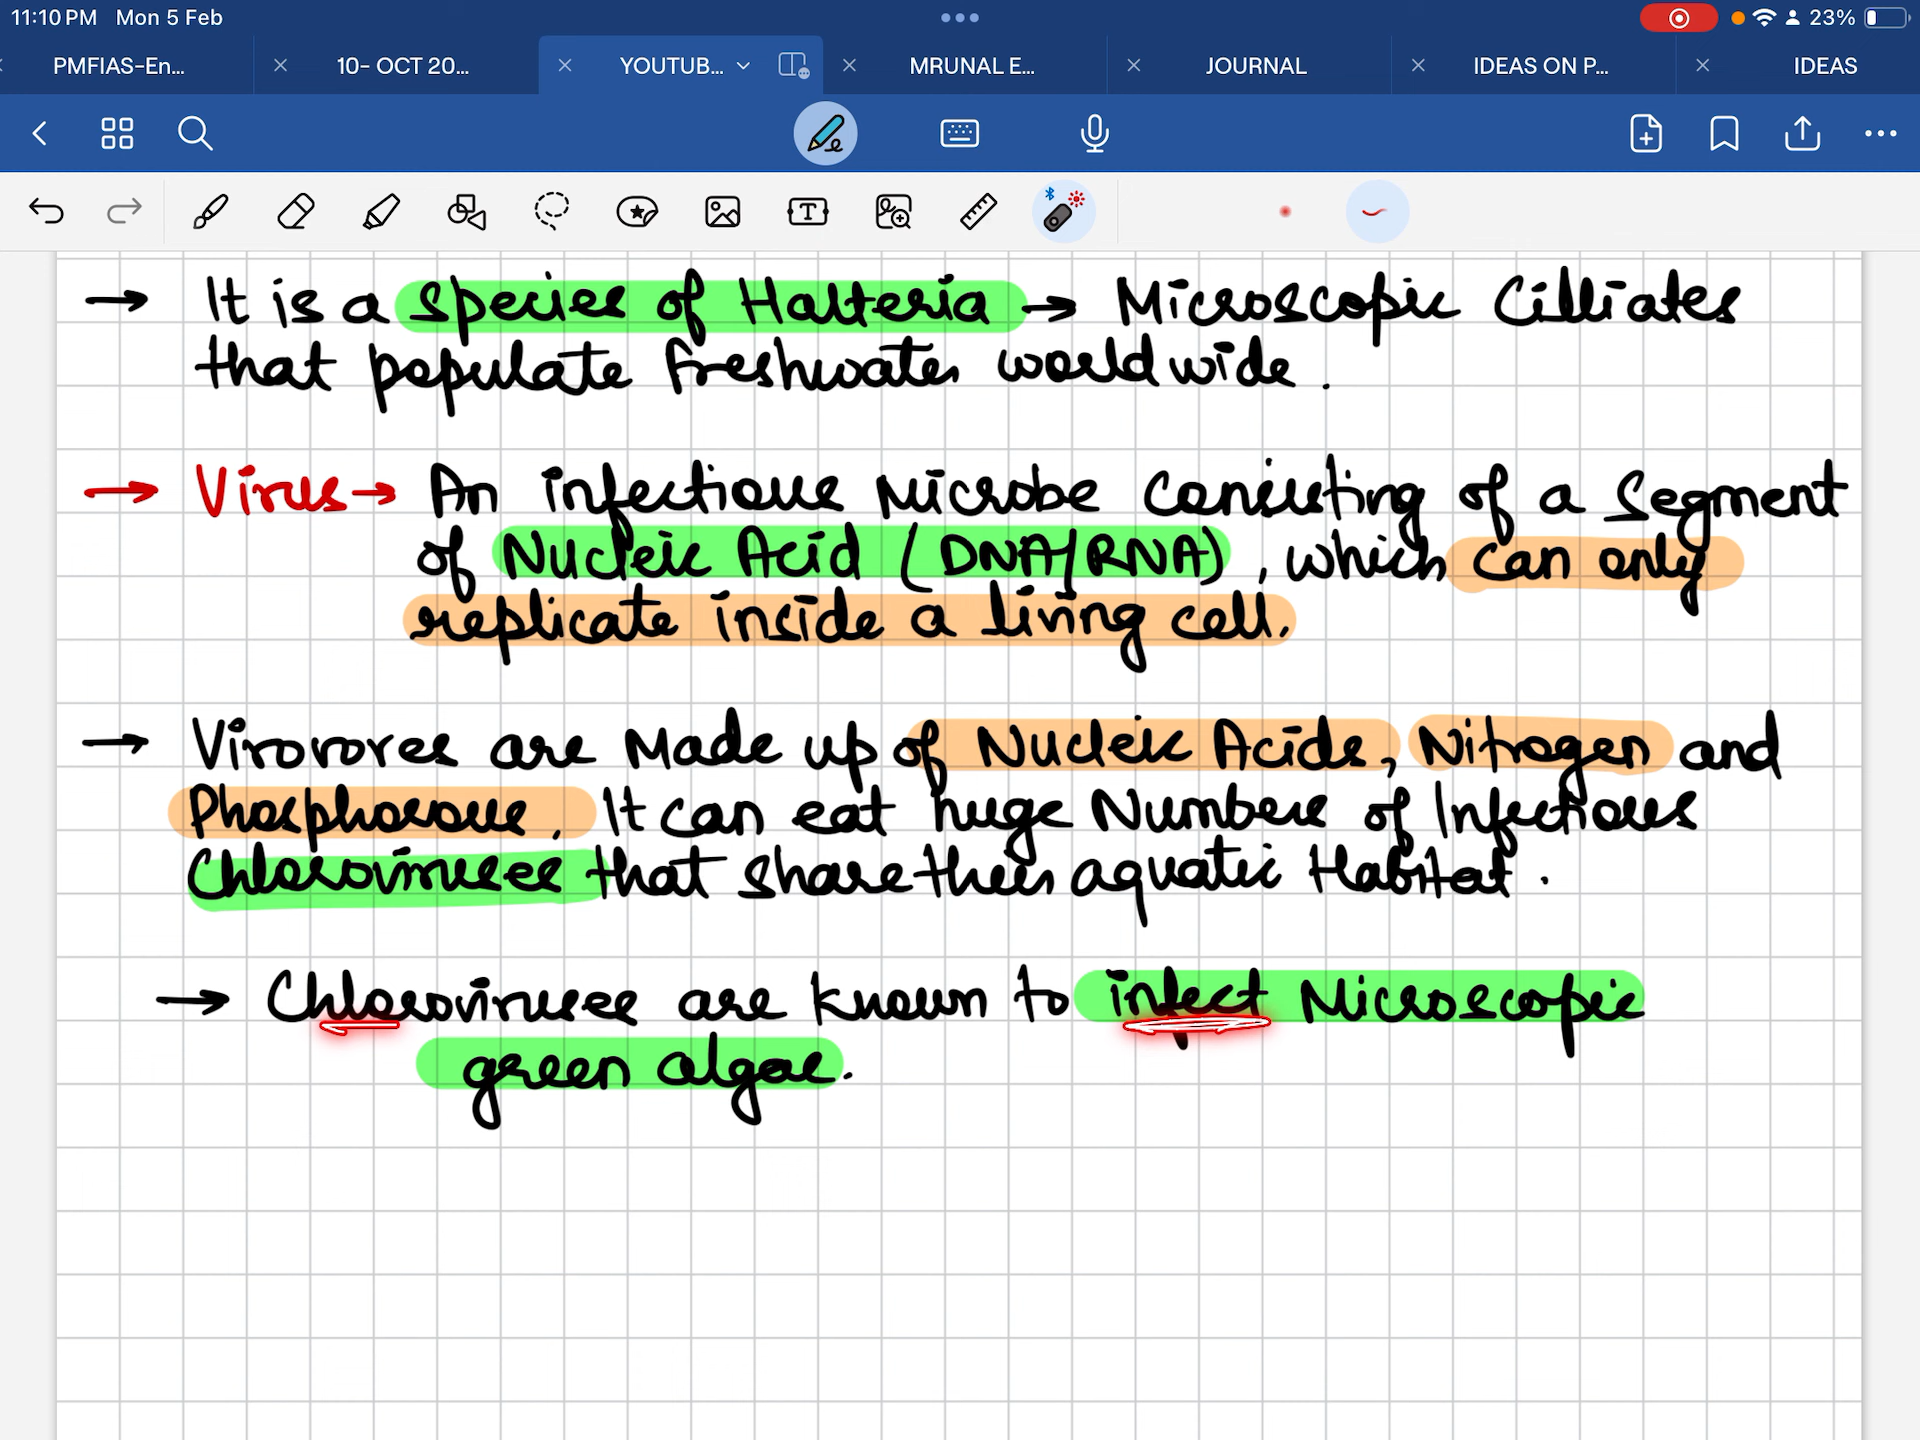 11:10 PM Mon 5 Feb
23%
PMFIAS-En...
10- OCT 20...
YOUTUB...
MRUNAL E...
JOURNAL
IDEAS ON P...
IDEAS
→ It is a species of Halteria → Microscopic Cilliates
that populate freshwater worldwide.
→ Virus → An infectious Microbe Consisting of a Segment
of Nucleic Acid (DNA/RNA), which can only
replicate inside a living cell.
→ Virovores are Made up of Nucleic Acids, Nitrogen and
Phosphorous. It can eat huge Numbers of Infectious
Chloroviruses that share their aquatic Habitat.
→ Chloroviruses are known to infect Microscopic
green algae.